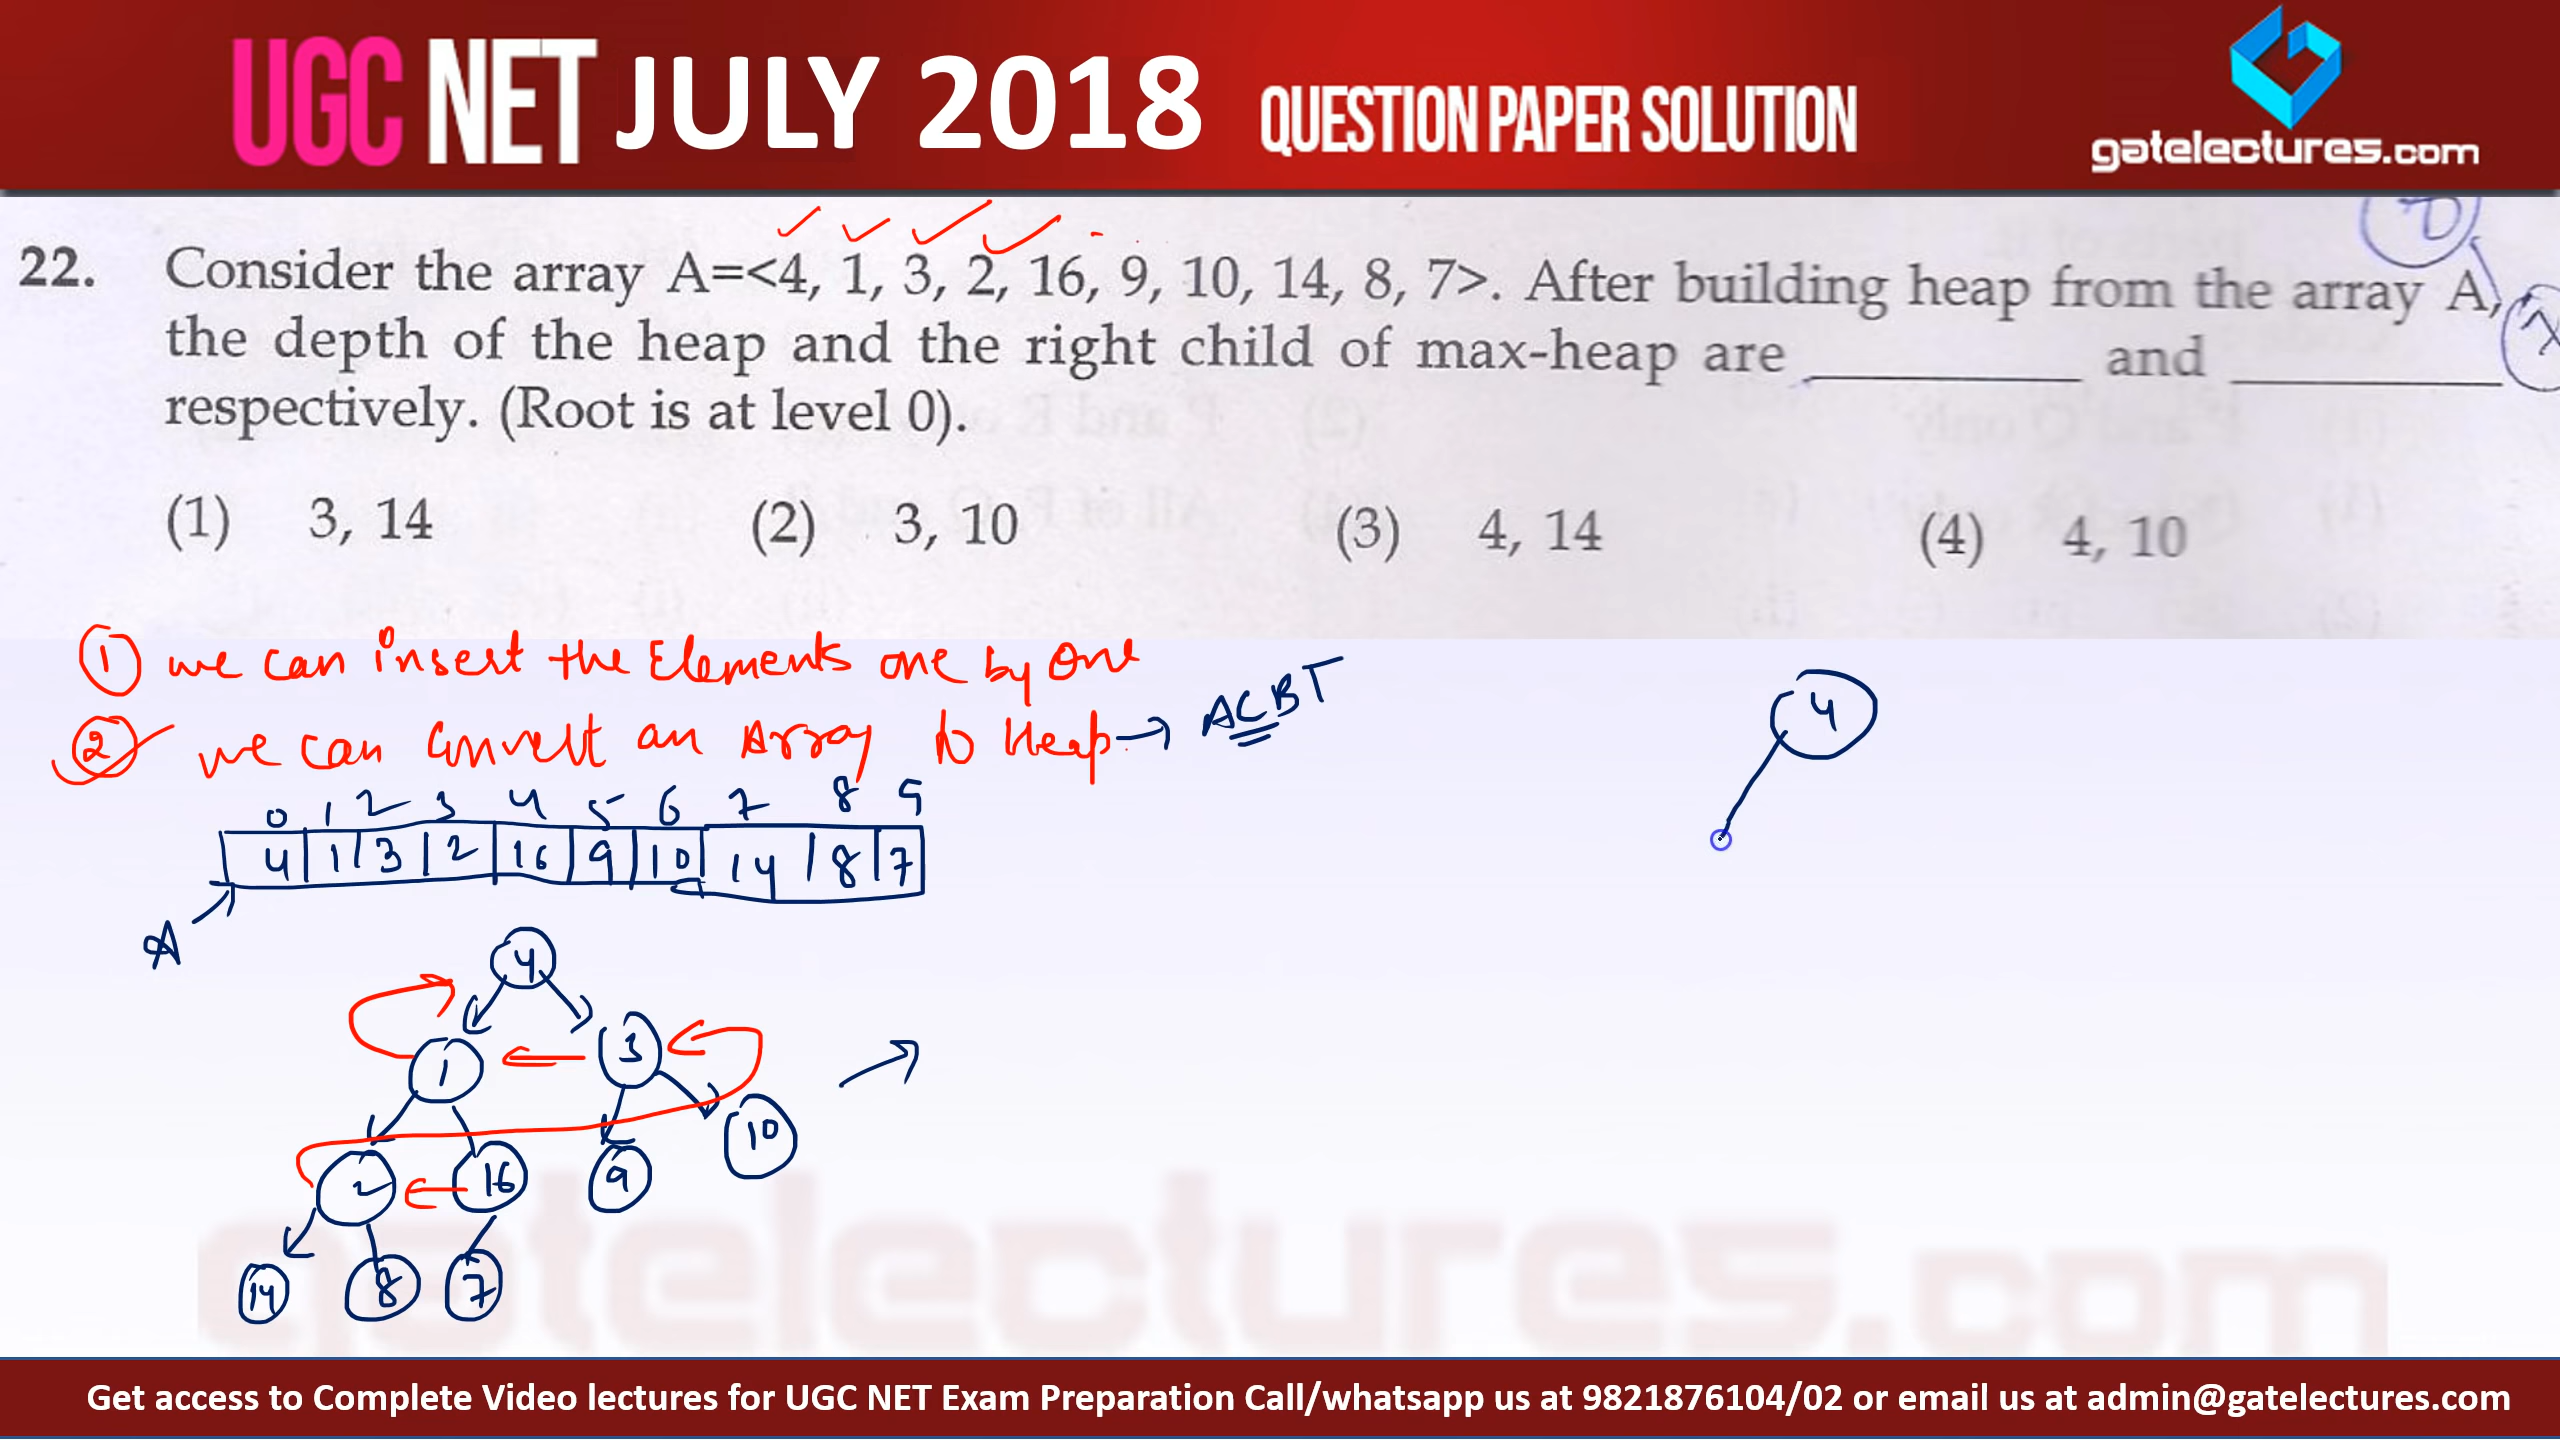 UGC NET JULY 2018 QUESTION PAPER SOLUTION
gatelectures.com
22. Consider the array A=<4, 1, 3, 2, 16, 9, 10, 14, 8, 7>. After building heap from the array A,
the depth of the heap and the right child of max-heap are __________ and __________
respectively. (Root is at level 0).
(1) 3, 14 (2) 3, 10 (3) 4, 14 (4) 4, 10
① we can insert the Elements one by one
② we can convert an Array to Heap → ACBT
0 1 2 3 4 5 6 7 8 9
4 1 3 2 16 9 10 14 8 7
A
4
4
1 3
10
2 16 9
14 8 7
gatelectures.com
Get access to Complete Video lectures for UGC NET Exam Preparation Call/whatsapp us at 9821876104/02 or email us at admin@gatelectures.com